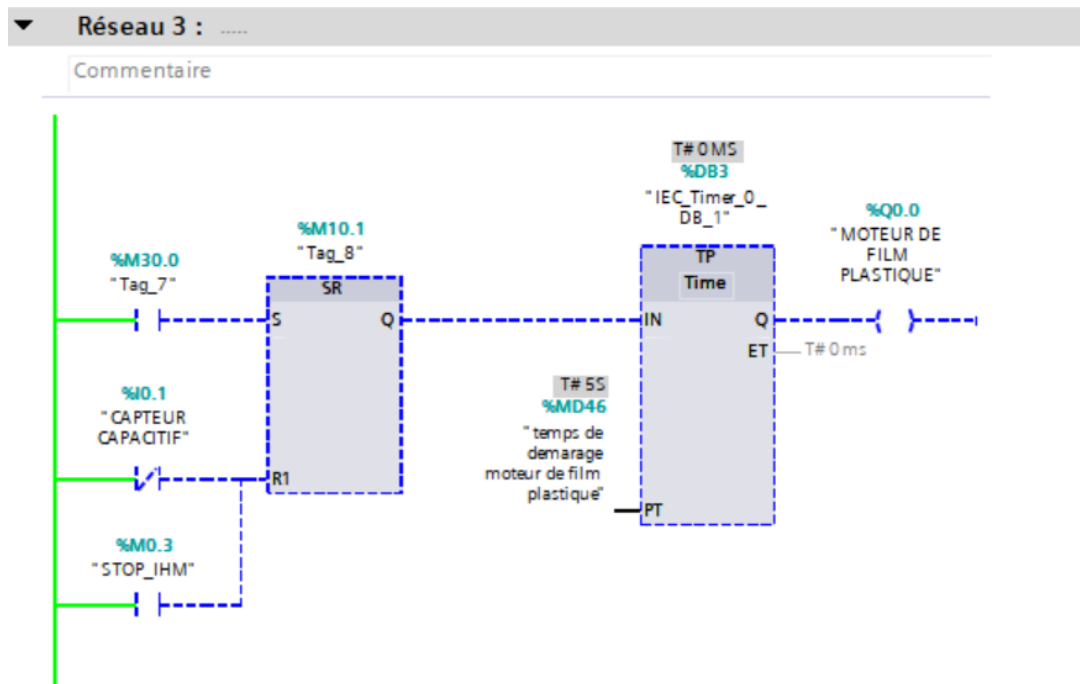 Réseau 3 : .....
Commentaire
T# 0MS
%DB3
"IEC_Timer_0_
DB_1"
%Q0.0
"MOTEUR DE
FILM
PLASTIQUE"
%M10.1
"Tag_8"
%M30.0
"Tag_7"
SR
TP
Time
S
Q
IN
Q
ET
T# 0 ms
%I0.1
"CAPTEUR
CAPACITIF"
R1
T# 5S
%MD46
"temps de
demarage
moteur de film
plastique"
PT
%M0.3
"STOP_IHM"